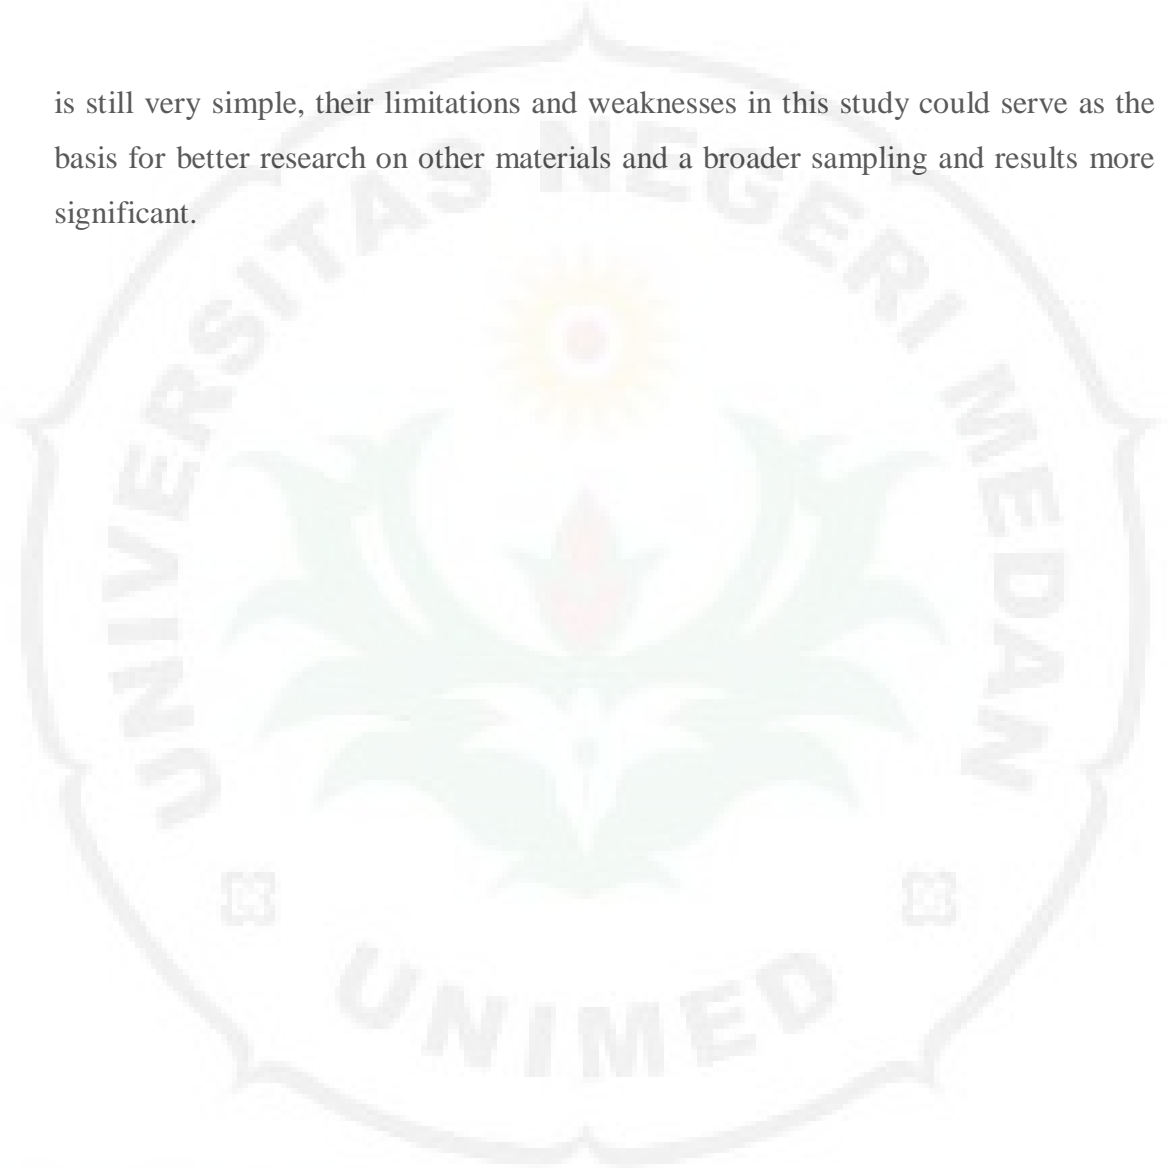 is still very simple, their limitations and weaknesses in this study could serve as the
basis for better research on other materials and a broader sampling and results more
significant.
UNIVERSITAS NEGERI MEDAN
UNIMED